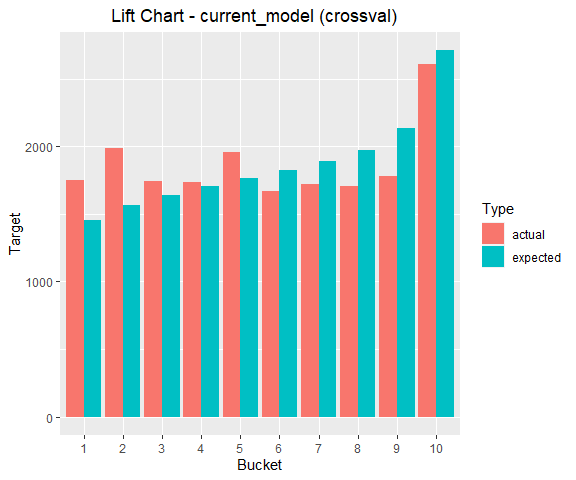 Lift Chart - current_model (crossval)
Target
2000
1000
0
1 2 3 4 5 6 7 8 9 10
Bucket
Type
actual
expected